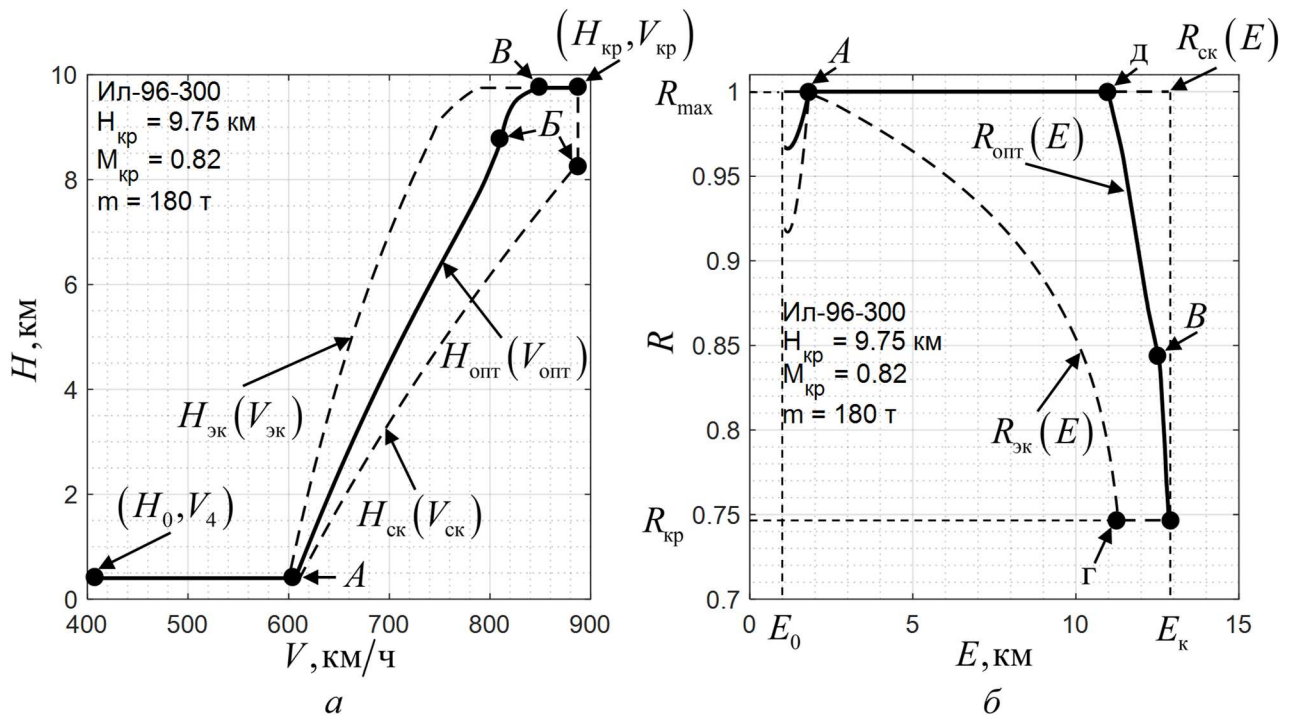 (H_кр, V_кр)
В
10
Ил-96-300
H_кр = 9.75 км
M_кр = 0.82
m = 180 т
Б
8
6
H, км
H_опт(V_опт)
4
H_эк(V_эк)
H_ск(V_ск)
2
(H_0, V_4)
А
0
400 500 600 700 800 900
V, км/ч
а
А
д
R_ск(E)
R_max
1
R_опт(E)
0.95
0.9
R
Ил-96-300
H_кр = 9.75 км
M_кр = 0.82
m = 180 т
В
0.85
R_эк(E)
0.8
R_кр
0.75
г
0.7
0 5 10 15
E_0
E_к
E, км
б